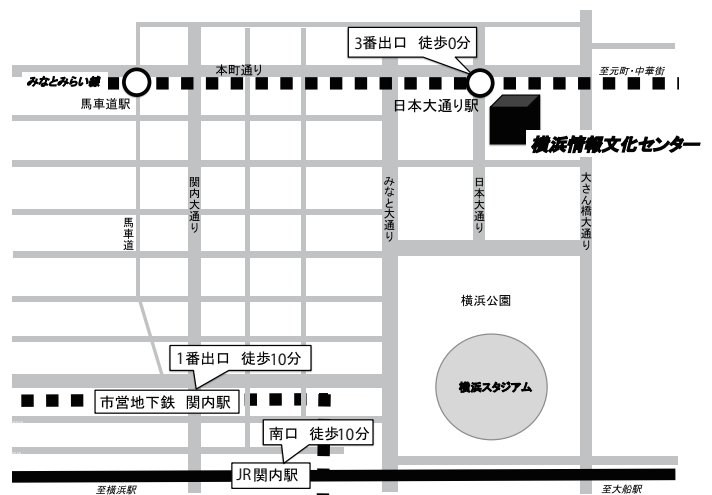 3番出口 徒歩0分
みなとみらい線
本町通り
至元町・中華街
馬車道駅
日本大通り駅
横浜情報文化センター
関内大通り
みなと大通り
日本大通り
大さん橋大通り
馬車道
横浜公園
1番出口 徒歩10分
横浜スタジアム
市営地下鉄 関内駅
南口 徒歩10分
JR関内駅
至横浜駅
至大船駅